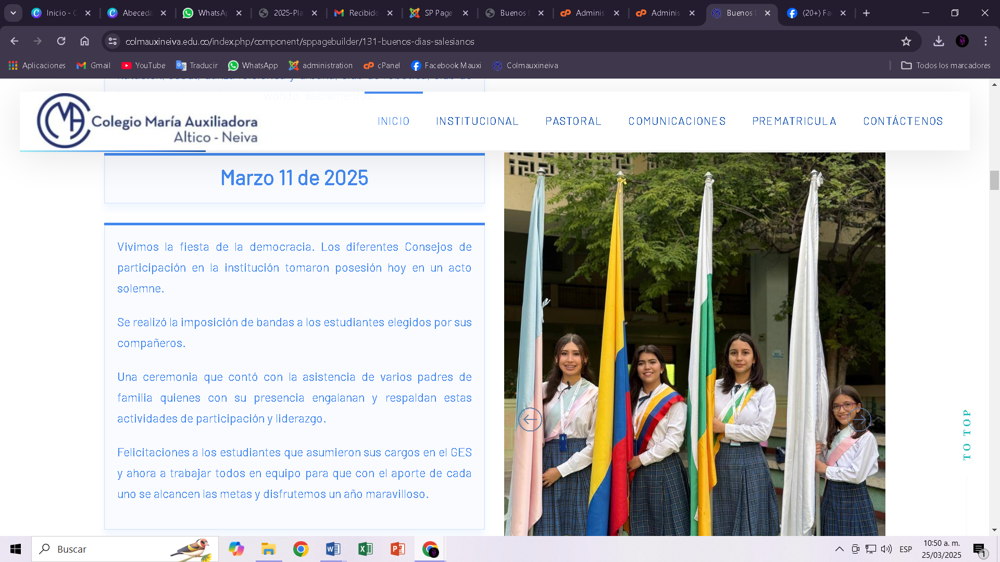 Inicio - C
Abeceda
WhatsAp
2025-Pla
Recibido
SP Page
Buenos D
Adminis
Adminis
Buenos D
(20+) Fa
colmauxineiva.edu.co/index.php/component/sppagebuilder/131-buenos-dias-salesianos
Aplicaciones
Gmail
YouTube
Traducir
WhatsApp
administration
cPanel
Facebook Mauxi
Colmauxineiva
Todos los marcadores
wondo, sacramentos.
Colegio María Auxiliadora
Altico - Neiva
INICIO
INSTITUCIONAL
PASTORAL
COMUNICACIONES
PREMATRICULA
CONTÁCTENOS
Marzo 11 de 2025
Vivimos la fiesta de la democracia. Los diferentes Consejos de
participación en la institución tomaron posesión hoy en un acto
solemne.
Se realizó la imposición de bandas a los estudiantes elegidos por sus
compañeros.
Una ceremonia que contó con la asistencia de varios padres de
familia quienes con su presencia engalanan y respaldan estas
actividades de participación y liderazgo.
Felicitaciones a los estudiantes que asumieron sus cargos en el GES
y ahora a trabajar todos en equipo para que con el aporte de cada
uno se alcancen las metas y disfrutemos un año maravilloso.
TO TOP
Buscar
ESP
10:50 a. m.
25/03/2025
1